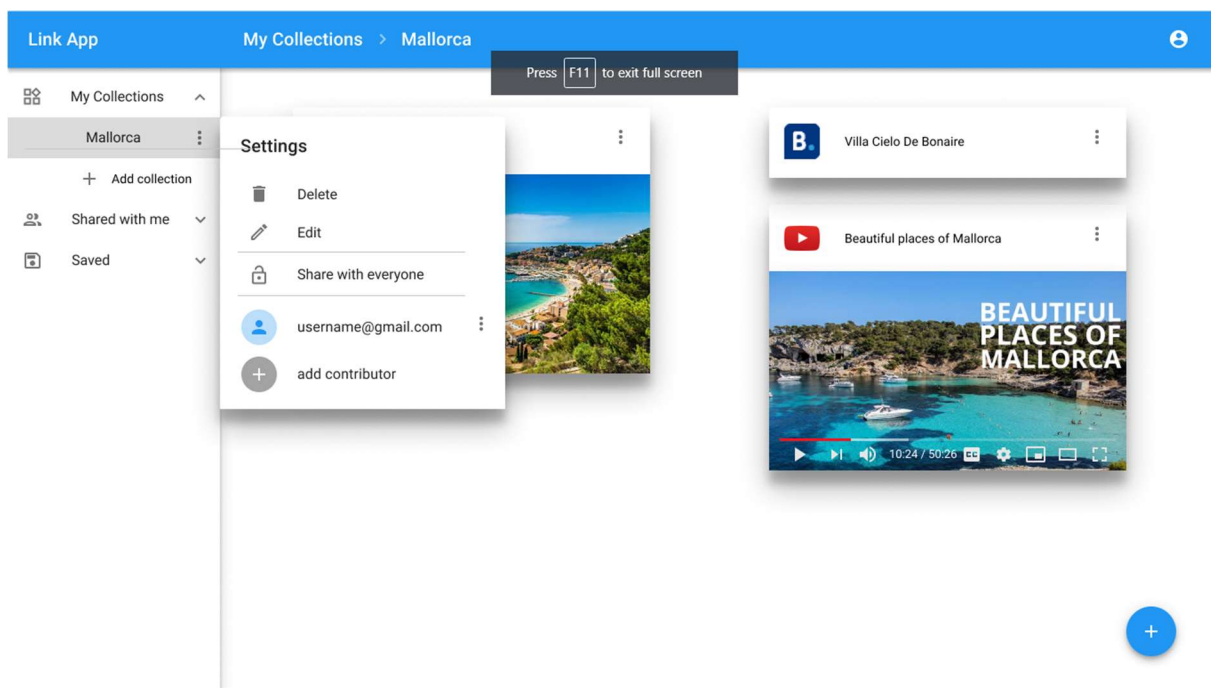 Link App
My Collections > Mallorca
Press F11 to exit full screen
My Collections
Mallorca
Add collection
Shared with me
Saved
Settings
Delete
Edit
Share with everyone
username@gmail.com
add contributor
B.
Villa Cielo De Bonaire
Beautiful places of Mallorca
BEAUTIFUL
PLACES OF
MALLORCA
10:24 / 50:26 CC